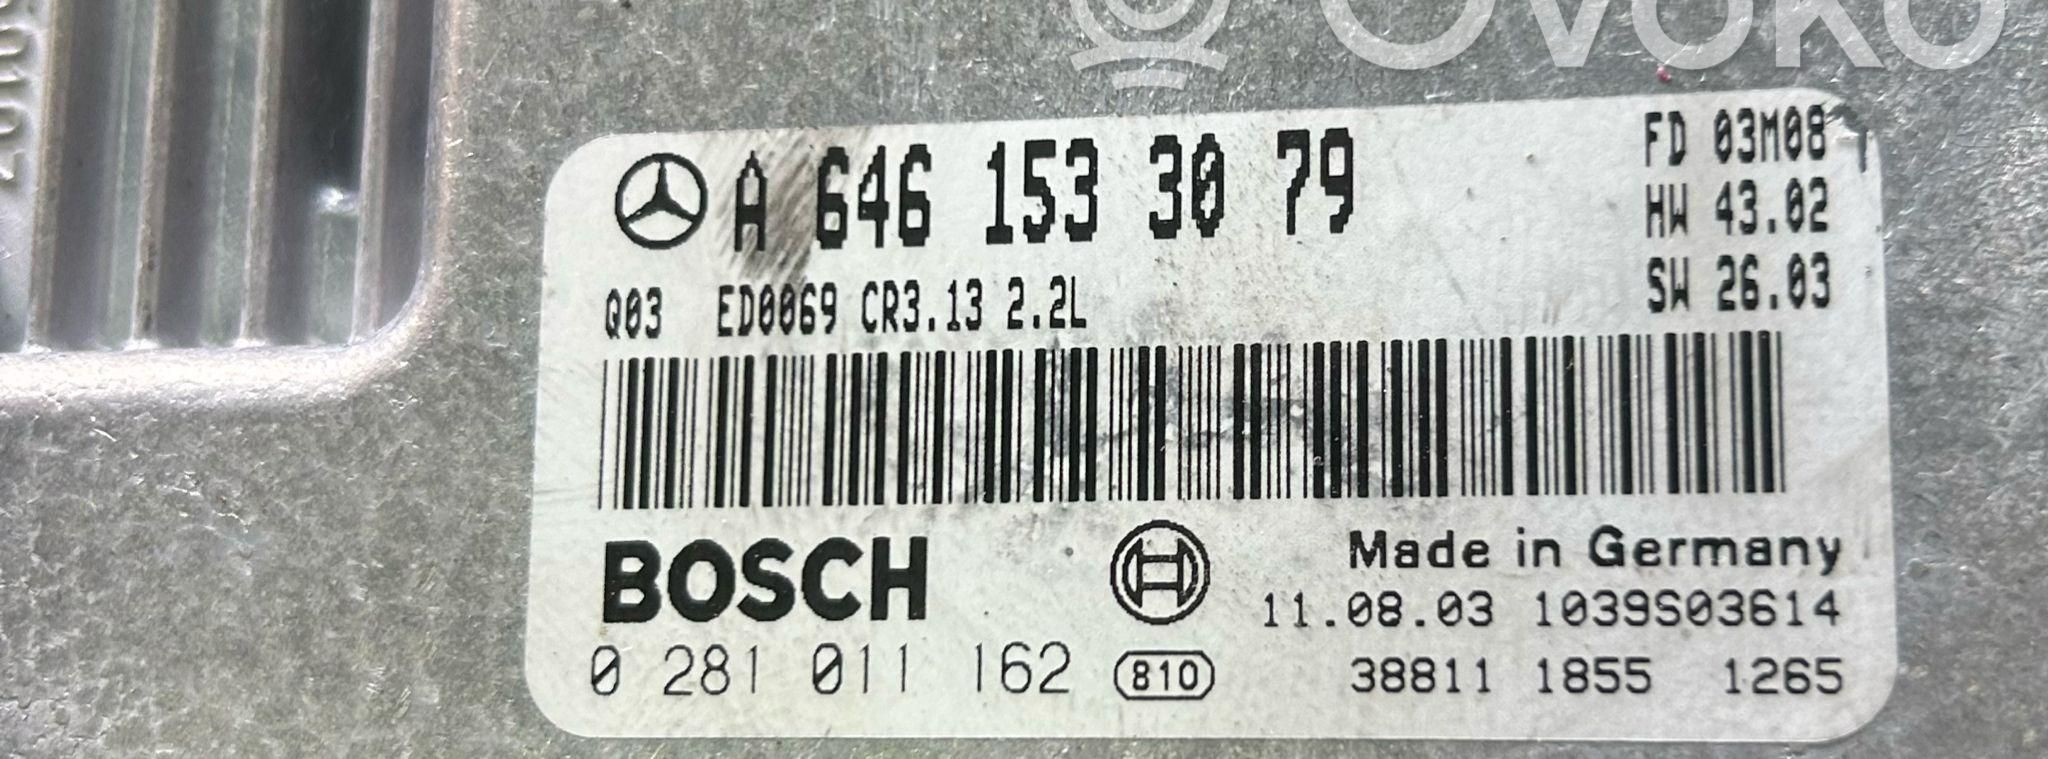 Ovoko
A 646 153 30 79
FD 03M08
HW 43.02
Q03 ED0069 CR3.13 2.2L
SW 26.03
BOSCH
Made in Germany
11.08.03 1039S03614
0 281 011 162 810
38811 1855 1265